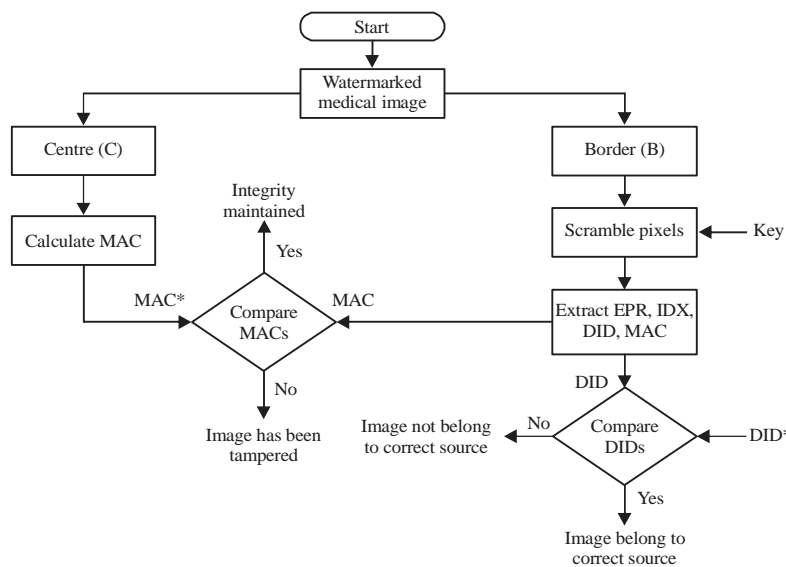 Start
Watermarked
medical image
Centre (C)
Border (B)
Integrity
maintained
Calculate MAC
Scramble pixels
Key
Yes
MAC*
MAC
Compare
MACs
Extract EPR, IDX,
DID, MAC
No
DID
Image has been
tampered
Image not belong
to correct source
No
Compare
DIDs
DID*
Yes
Image belong to
correct source